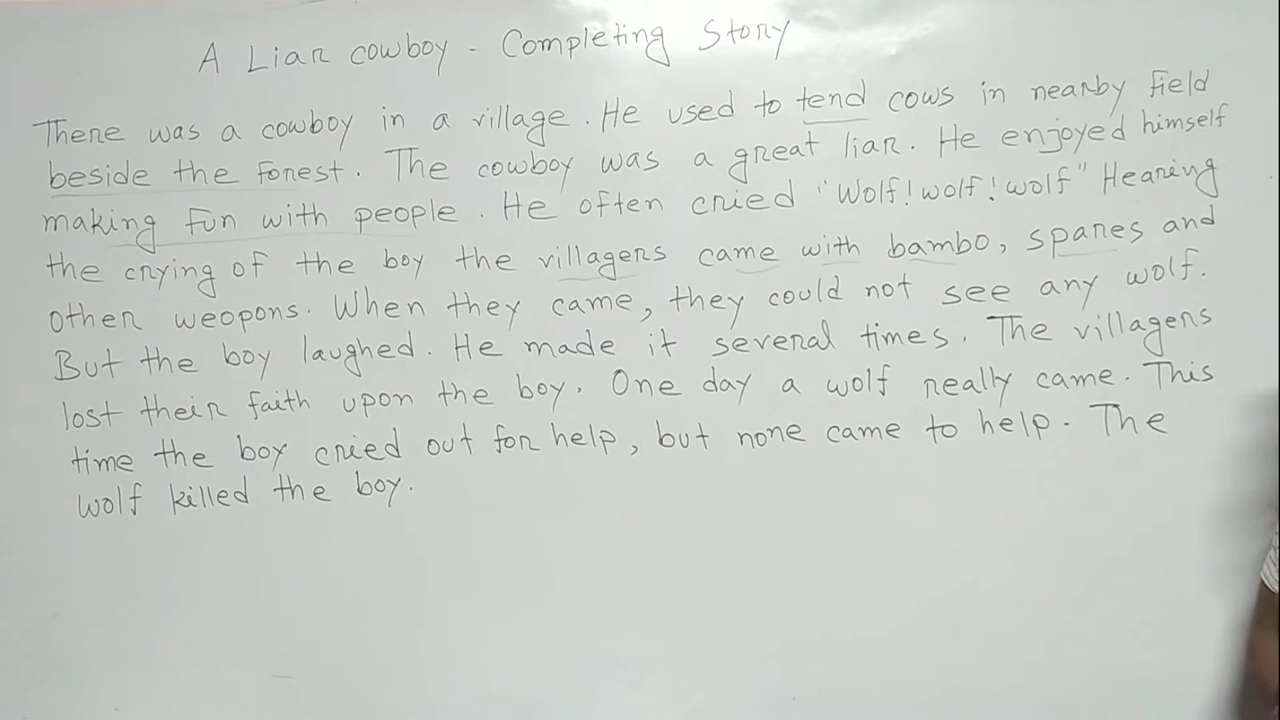 A Liar cowboy - Completing Story
There was a cowboy in a village. He used to tend cows in nearby field
beside the forest. The cowboy was a great liar. He enjoyed himself
making fun with people. He often cried "Wolf! wolf! wolf" Hearing
the crying of the boy the villagers came with bambo, spares and
other weopons. When they came, they could not see any wolf.
But the boy laughed. He made it several times. The villagers
lost their faith upon the boy. One day a wolf really came. This
time the boy cried out for help, but none came to help. The
wolf killed the boy.